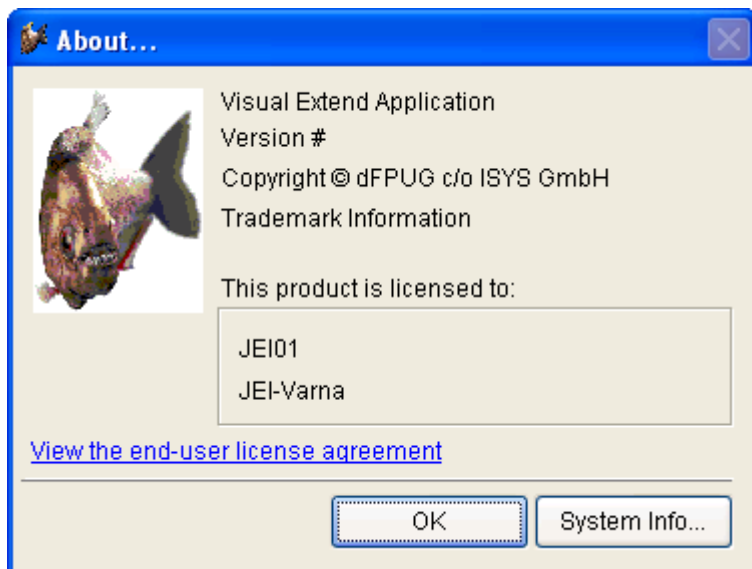 About...
Visual Extend Application
Version #
Copyright © dFPUG c/o ISYS GmbH
Trademark Information
This product is licensed to:
JEI01
JEI-Varna
View the end-user license agreement
OK
System Info...